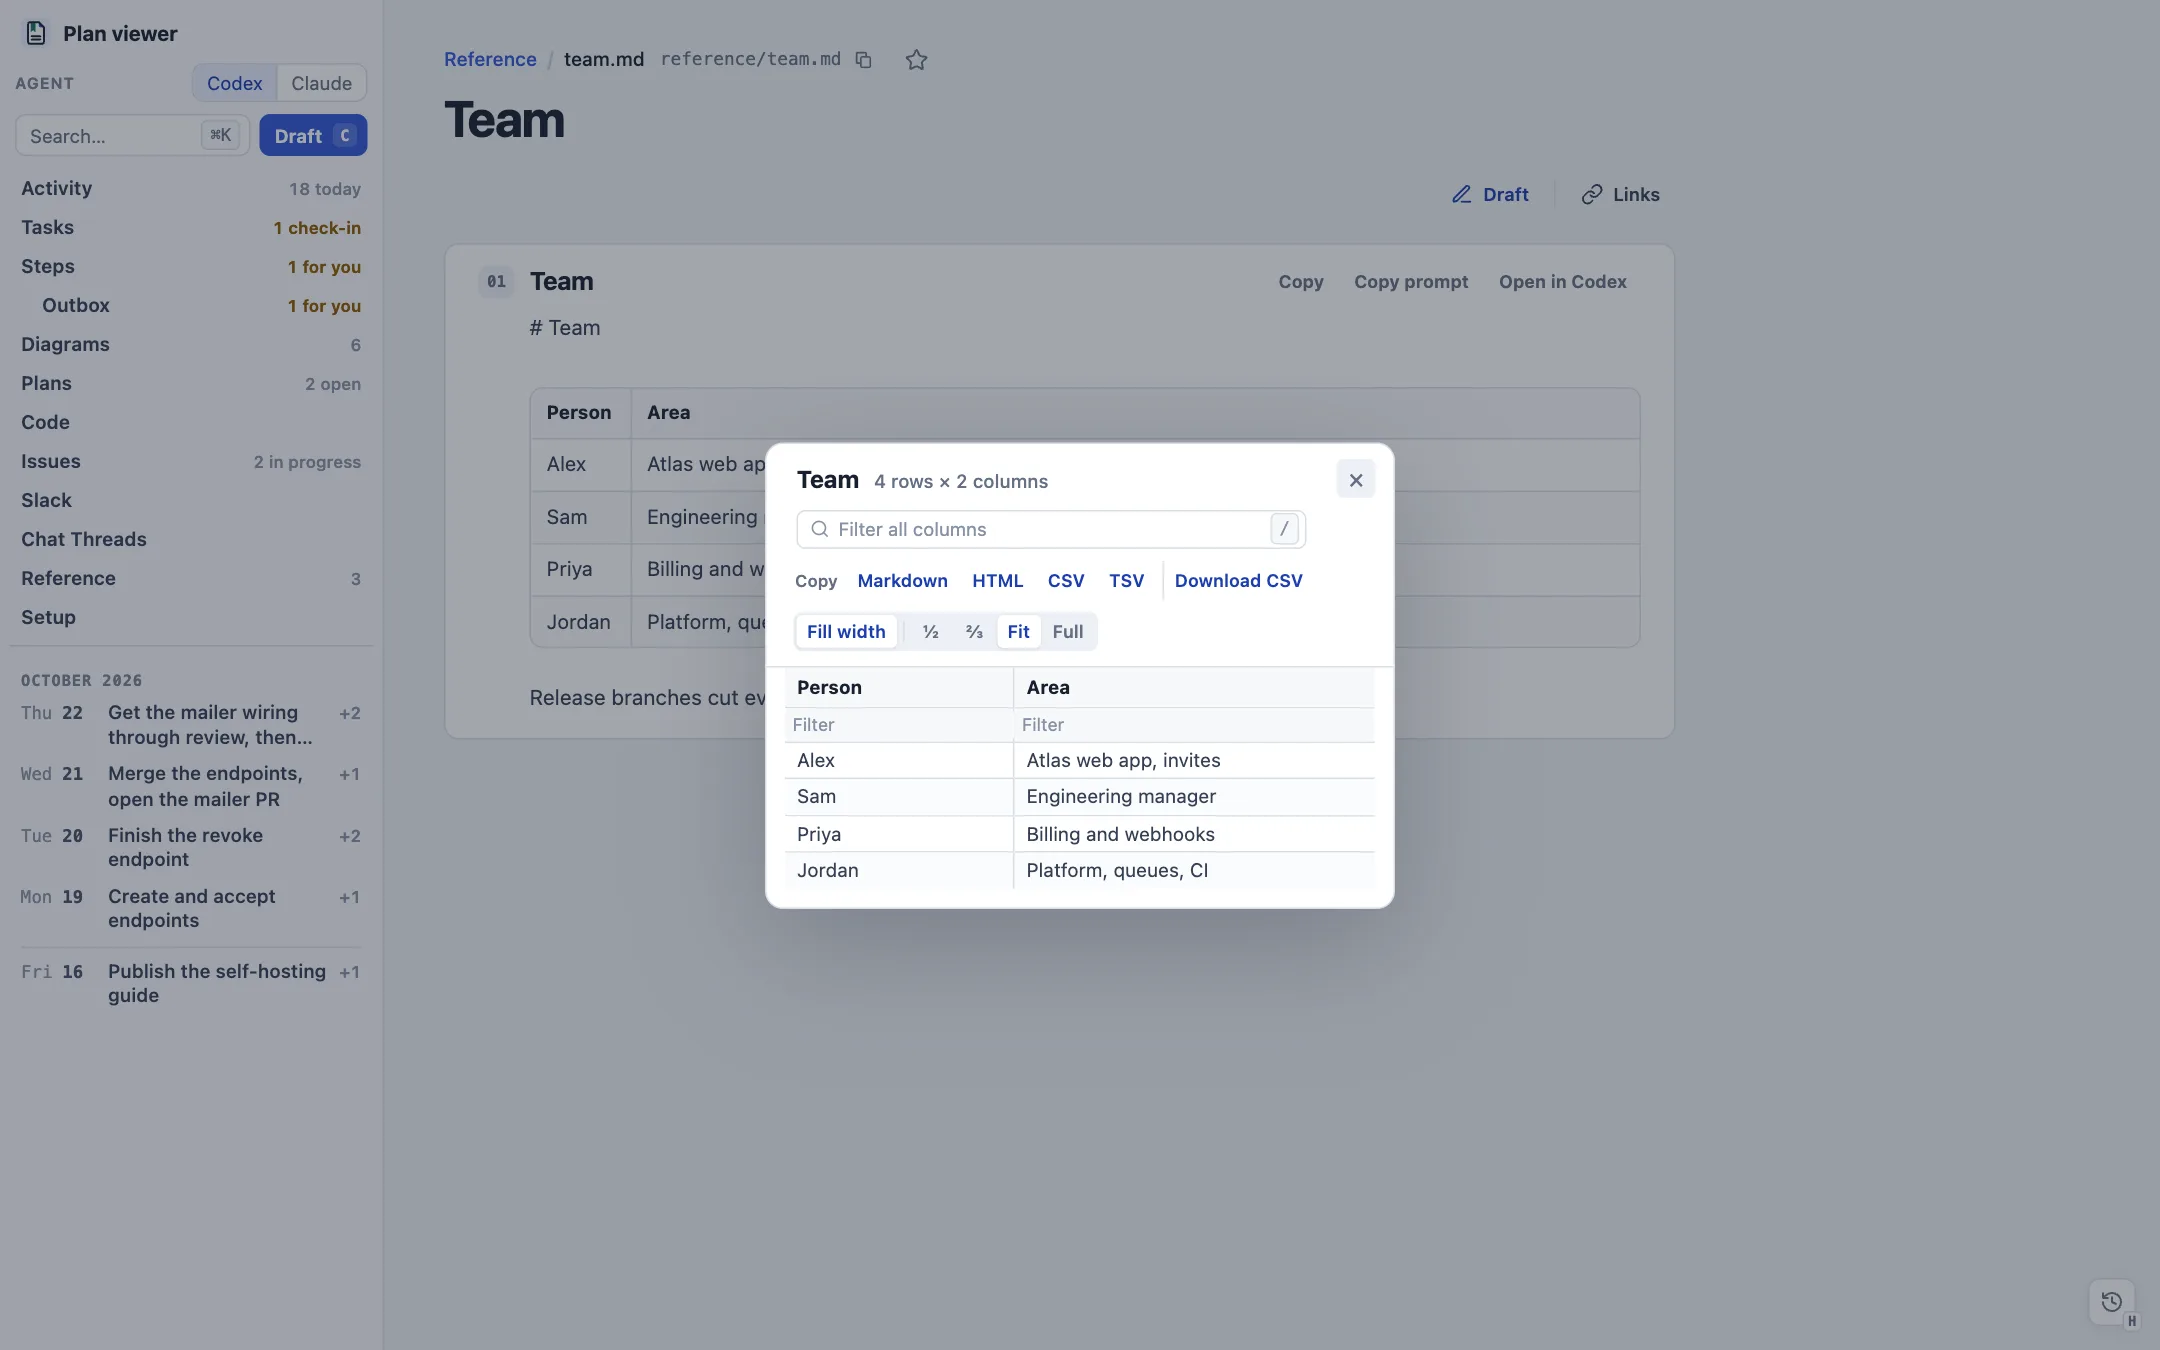 Plan viewer
AGENT
Codex
Claude
Search...
⌘K
Draft C
Activity 18 today
Tasks 1 check-in
Steps 1 for you
Outbox 1 for you
Diagrams 6
Plans 2 open
Code
Issues 2 in progress
Slack
Chat Threads
Reference 3
Setup
OCTOBER 2026
Thu 22 Get the mailer wiring +2
through review, then...
Wed 21 Merge the endpoints, +1
open the mailer PR
Tue 20 Finish the revoke +2
endpoint
Mon 19 Create and accept +1
endpoints
Fri 16 Publish the self-hosting +1
guide
Reference / team.md reference/team.md
Team
Draft
Links
01 Team
Copy Copy prompt Open in Codex
# Team
Person Area
Alex Atlas web ap
Sam Engineering
Priya Billing and w
Jordan Platform, que
Release branches cut ev
Team 4 rows × 2 columns
×
Filter all columns /
Copy Markdown HTML CSV TSV Download CSV
Fill width ½ ⅔ Fit Full
Person Area
Filter Filter
Alex Atlas web app, invites
Sam Engineering manager
Priya Billing and webhooks
Jordan Platform, queues, CI
H